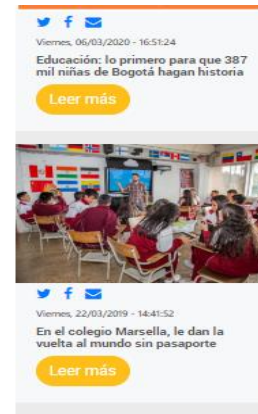 Viernes, 06/03/2020 - 16:51:24
Educación: lo primero para que 387
mil niñas de Bogotá hagan historia
Leer más
Viernes, 22/03/2019 - 14:41:52
En el colegio Marsella, le dan la
vuelta al mundo sin pasaporte
Leer más